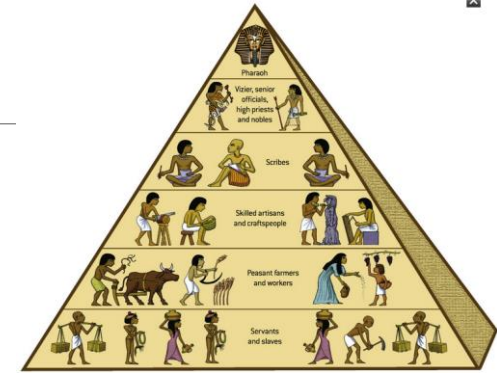 Pharaoh
Vizier, senior
officials,
high priests
and nobles
Scribes
Skilled artisans
and craftspeople
Peasant farmers
and workers
Servants
and slaves